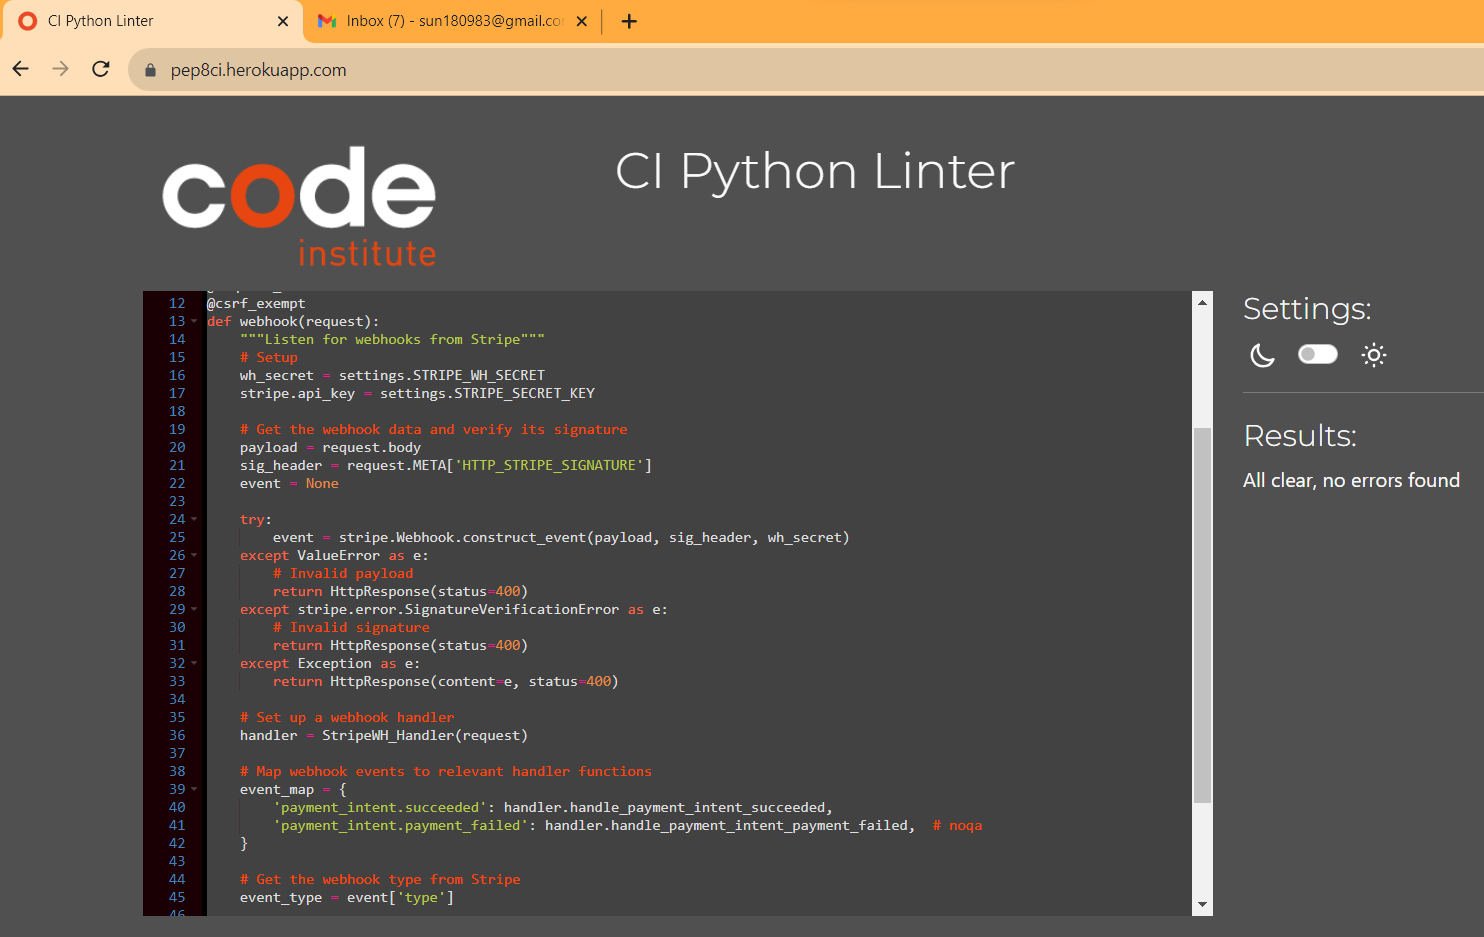 CI Python Linter
Inbox (7) - sun180983@gmail.co
pep8ci.herokuapp.com
code
institute
CI Python Linter
12 @csrf_exempt
13 def webhook(request):
14     """Listen for webhooks from Stripe"""
15     # Setup
16     wh_secret = settings.STRIPE_WH_SECRET
17     stripe.api_key = settings.STRIPE_SECRET_KEY
18
19     # Get the webhook data and verify its signature
20     payload = request.body
21     sig_header = request.META['HTTP_STRIPE_SIGNATURE']
22     event = None
23
24     try:
25         event = stripe.Webhook.construct_event(payload, sig_header, wh_secret)
26     except ValueError as e:
27         # Invalid payload
28         return HttpResponse(status=400)
29     except stripe.error.SignatureVerificationError as e:
30         # Invalid signature
31         return HttpResponse(status=400)
32     except Exception as e:
33         return HttpResponse(content=e, status=400)
34
35     # Set up a webhook handler
36     handler = StripeWH_Handler(request)
37
38     # Map webhook events to relevant handler functions
39     event_map = {
40         'payment_intent.succeeded': handler.handle_payment_intent_succeeded,
41         'payment_intent.payment_failed': handler.handle_payment_intent_payment_failed,  # noqa
42     }
43
44     # Get the webhook type from Stripe
45     event_type = event['type']
46
Settings:
Results:
All clear, no errors found